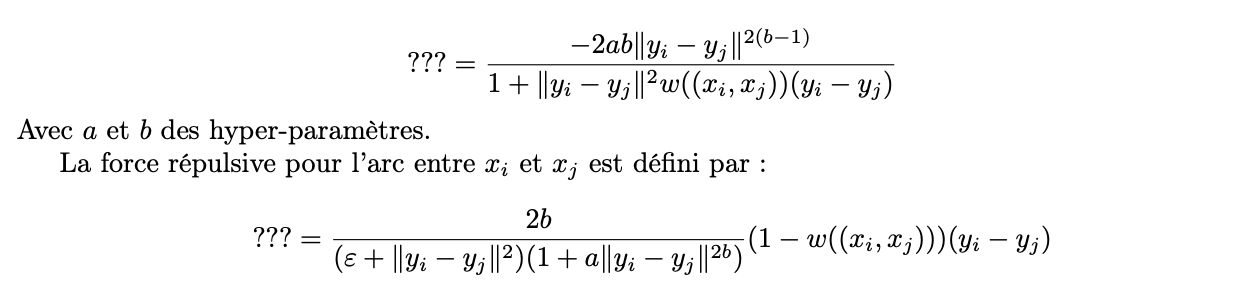 ??? = \frac{-2ab\|y_i - y_j\|^{2(b-1)}}{1 + \|y_i - y_j\|^2 w((x_i, x_j))(y_i - y_j)}
Avec a et b des hyper-paramètres.
La force répulsive pour l'arc entre x_i et x_j est défini par :
??? = \frac{2b}{(\varepsilon + \|y_i - y_j\|^2)(1 + a\|y_i - y_j\|^{2b})}(1 - w((x_i, x_j)))(y_i - y_j)